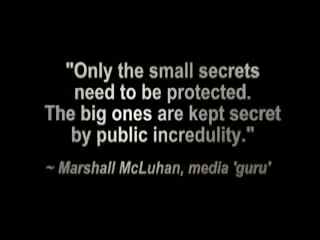 "Only the small secrets
need to be protected.
The big ones are kept secret
by public incredulity."
~ Marshall McLuhan, media 'guru'